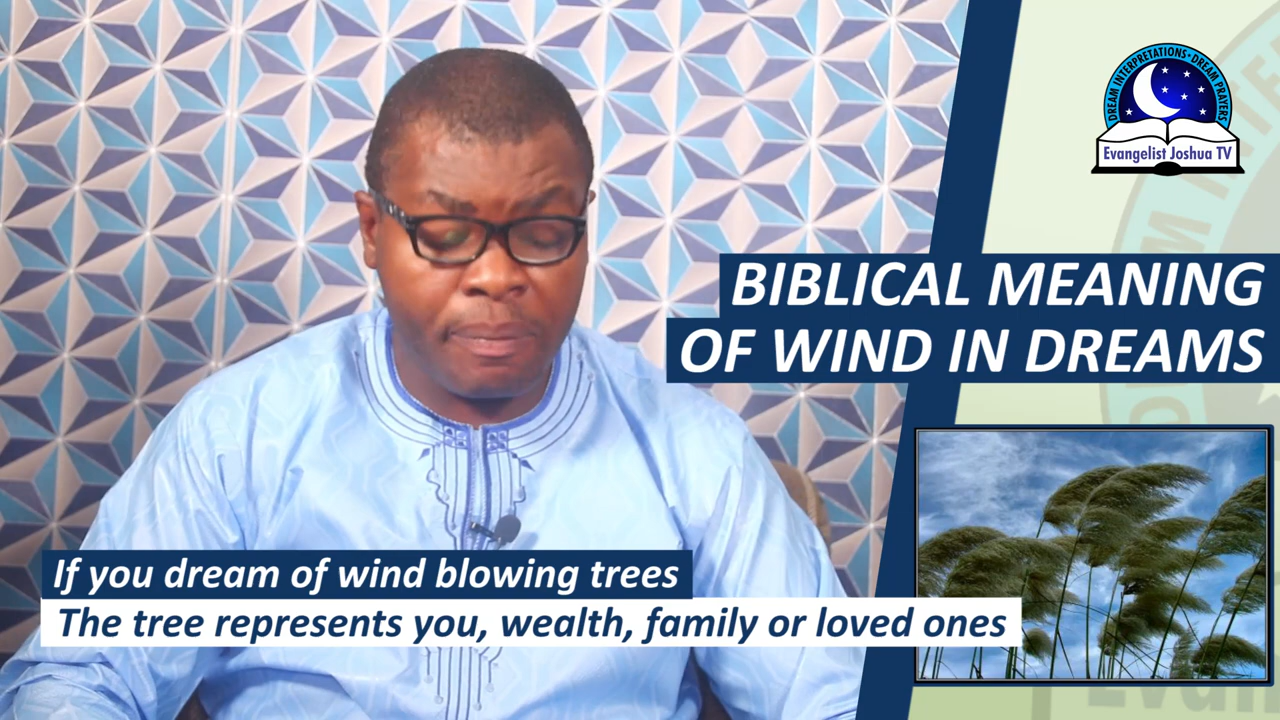 DREAM INTERPRETATIONS • DREAM PRAYERS
Evangelist Joshua TV
BIBLICAL MEANING
OF WIND IN DREAMS
If you dream of wind blowing trees
The tree represents you, wealth, family or loved ones